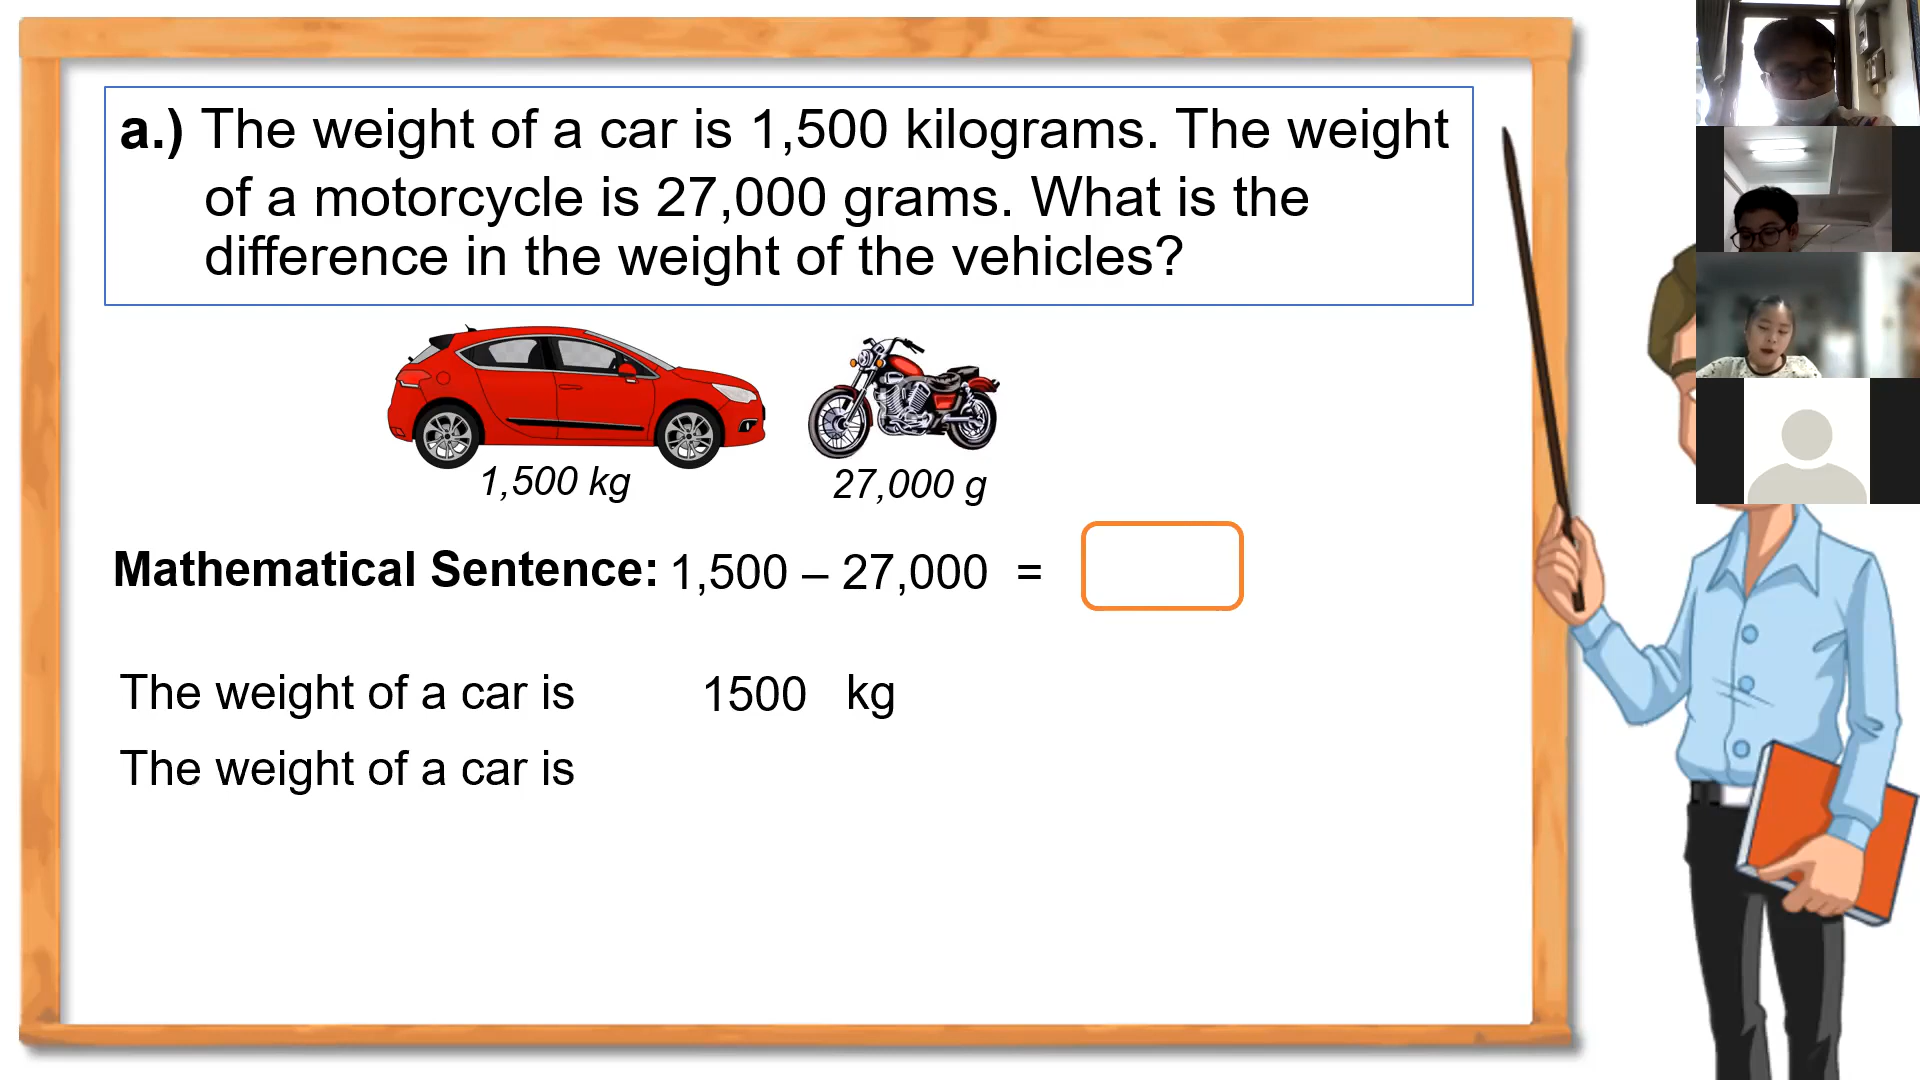 a.) The weight of a car is 1,500 kilograms. The weight
of a motorcycle is 27,000 grams. What is the
difference in the weight of the vehicles?
1,500 kg
27,000 g
Mathematical Sentence: 1,500 – 27,000 =
The weight of a car is 1500 kg
The weight of a car is